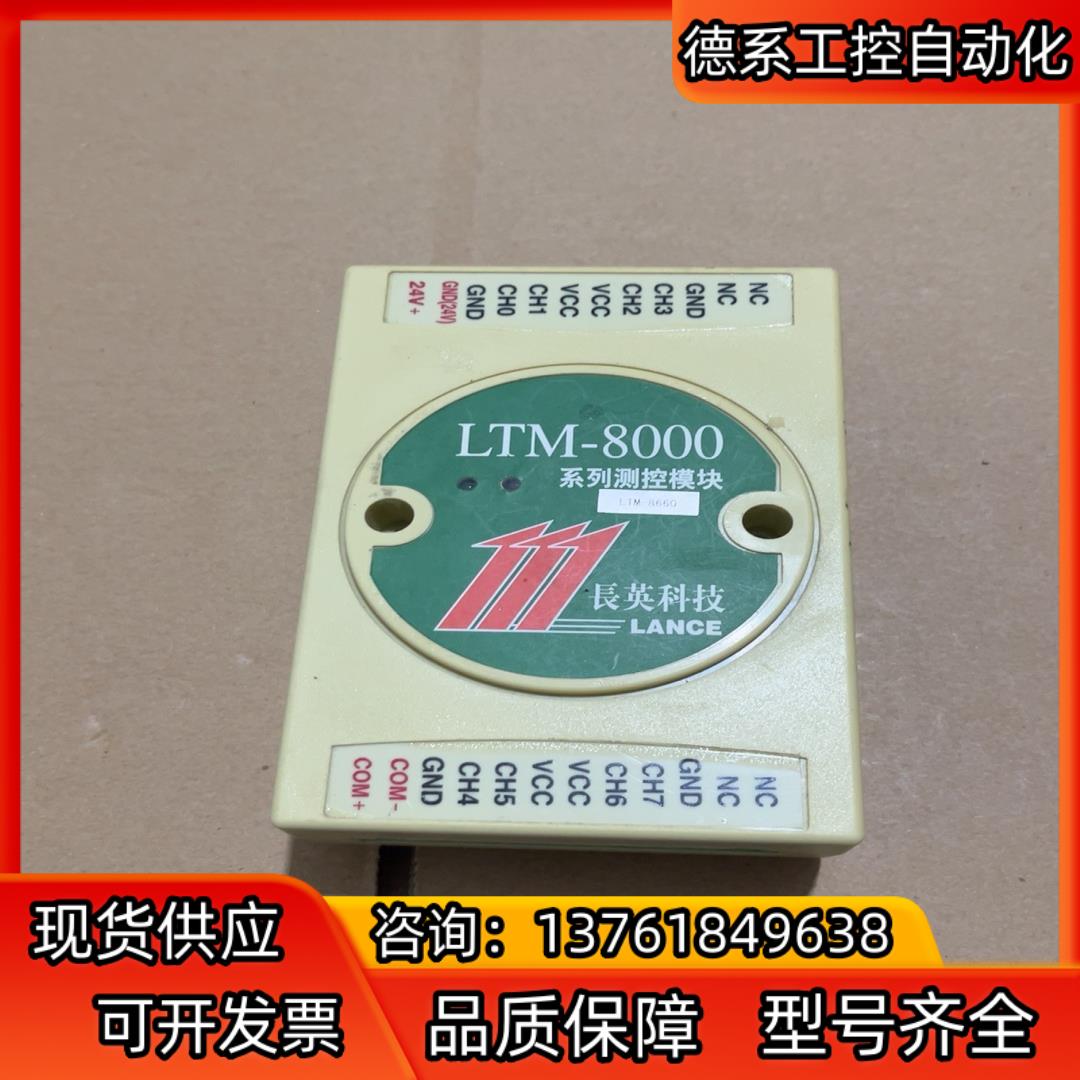 德系工控自动化
24V+
GND(24V)
GND
CH0
CH1
VCC
VCC
CH2
CH3
GND
NC
NC
LTM-8000
系列测控模块
LTM-8660
長英科技
LANCE
COM+
COM-
GND
CH4
CH5
VCC
VCC
CH6
CH7
GND
NC
NC
现货供应
咨询：13761849638
可开发票
品质保障
型号齐全